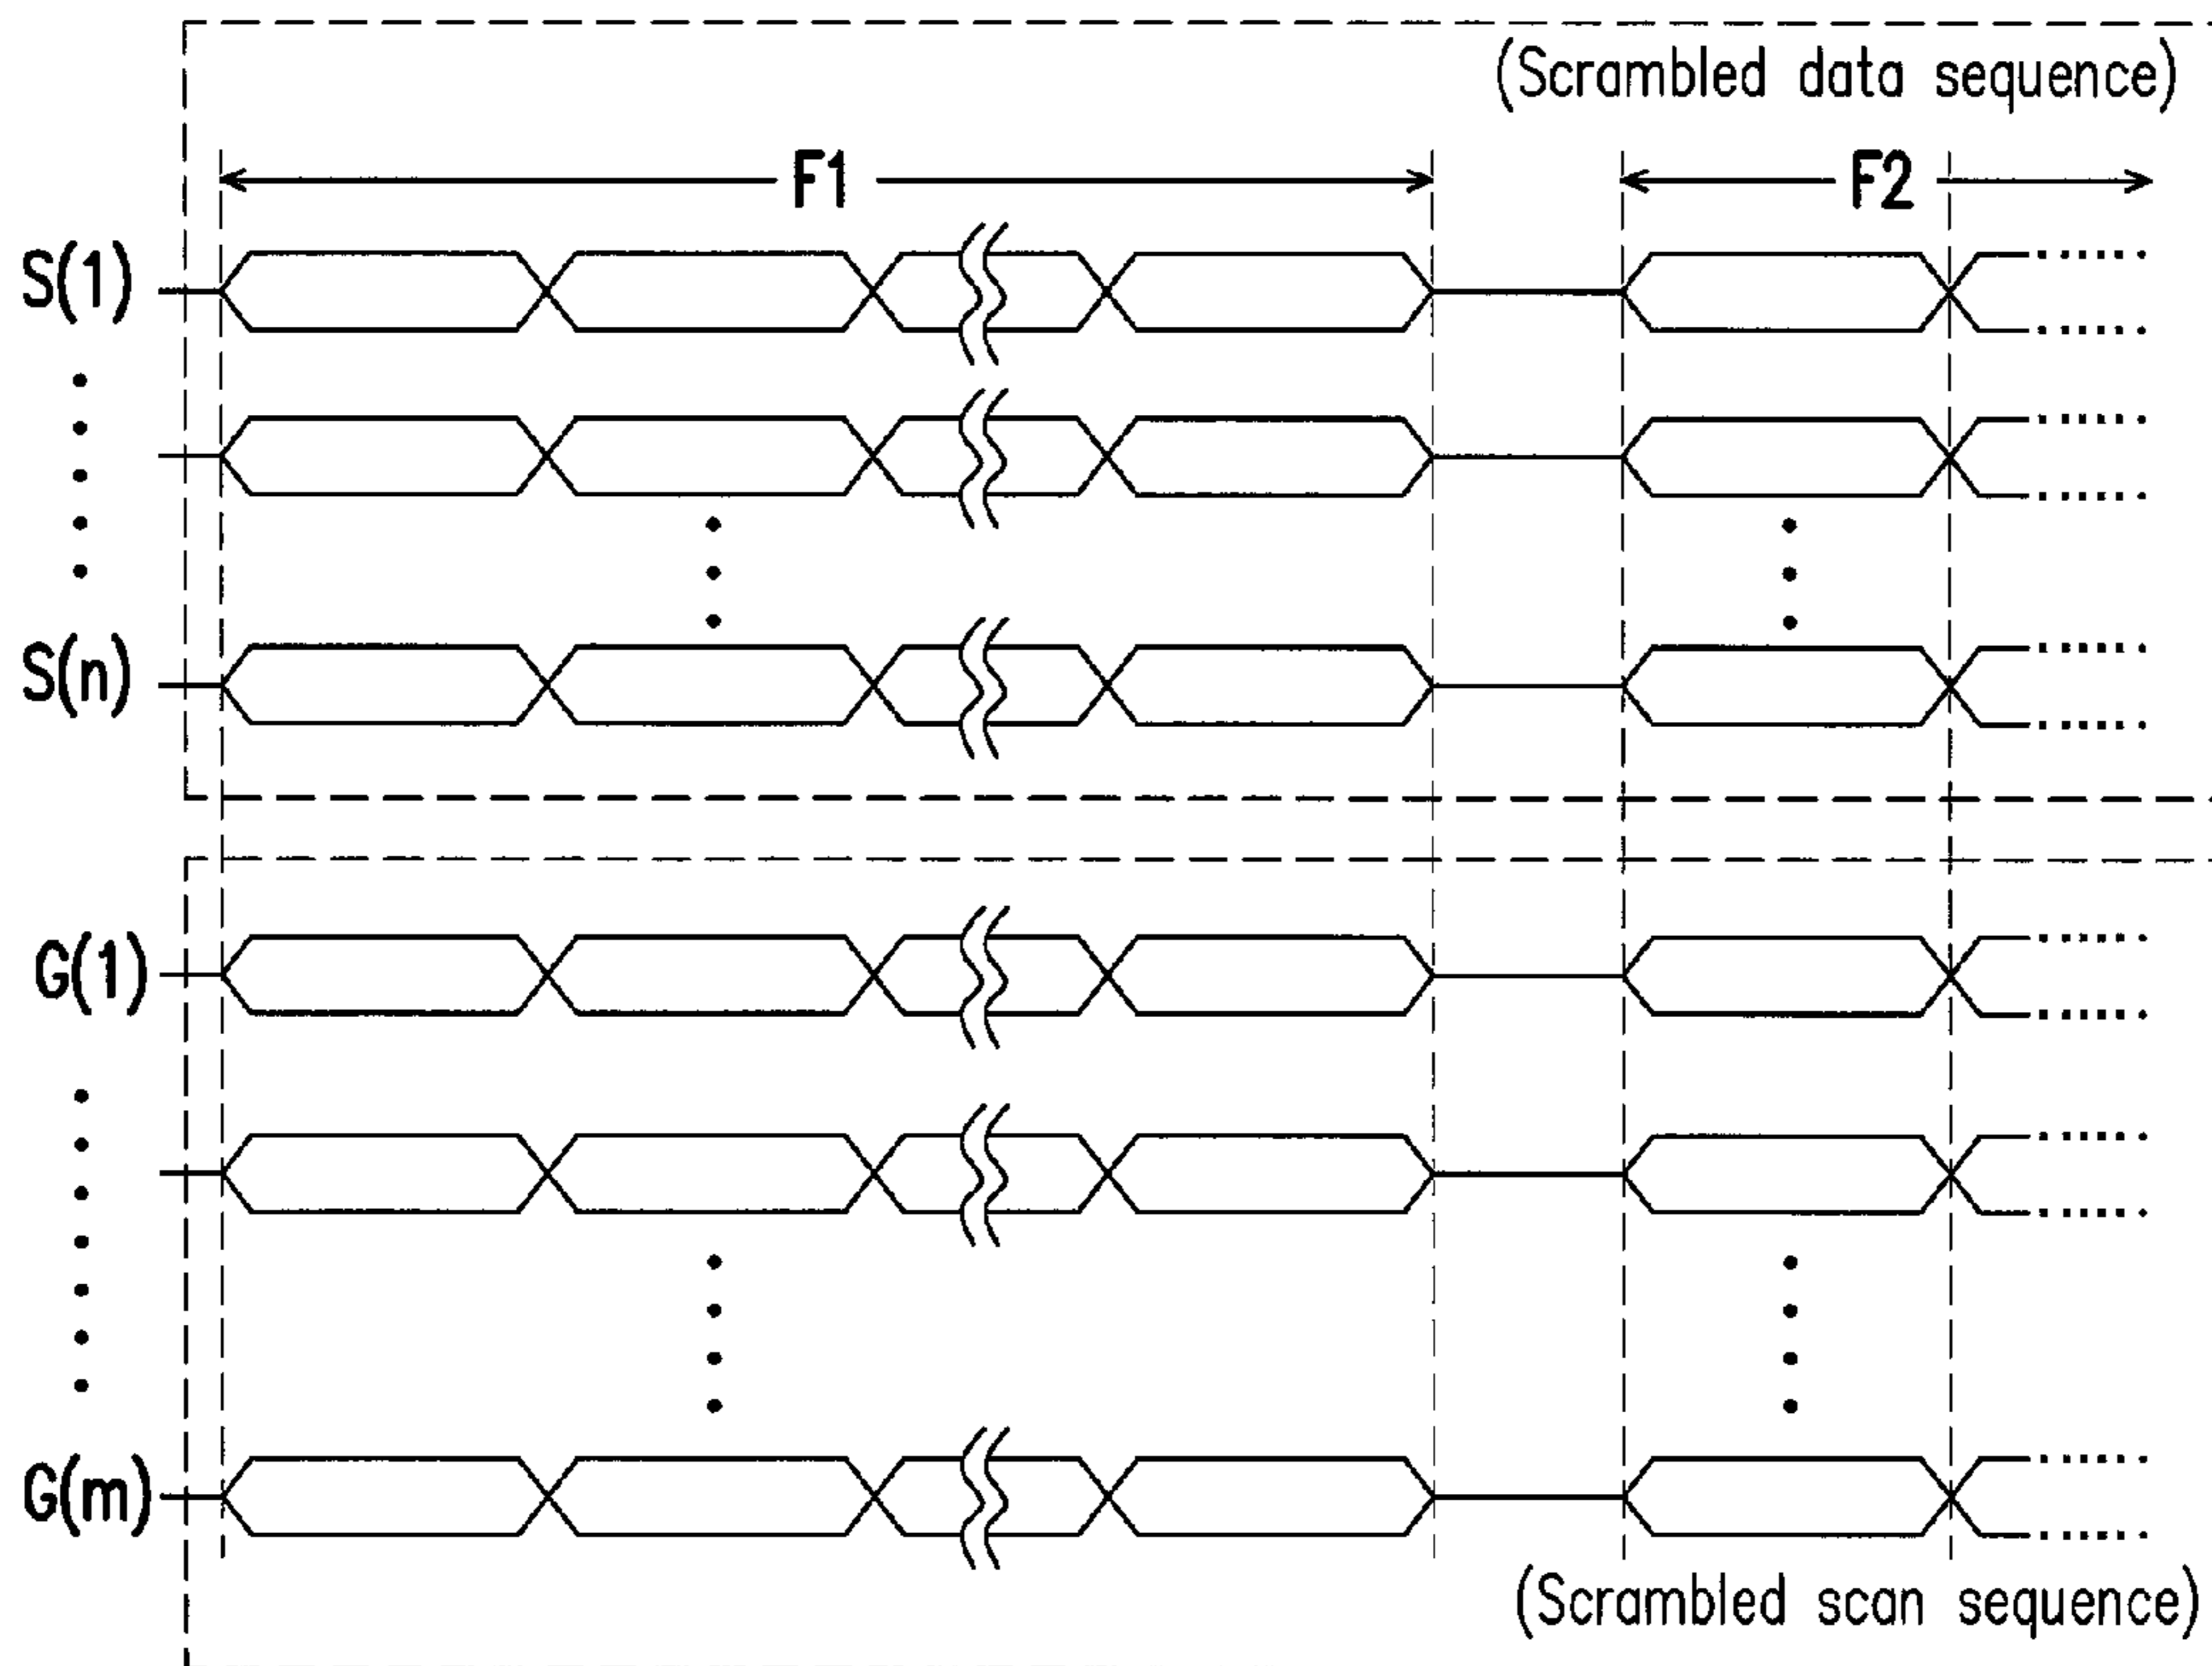 (Scrambled data sequence)
F1
F2
S(1)
S(n)
G(1)
G(m)
(Scrambled scan sequence)